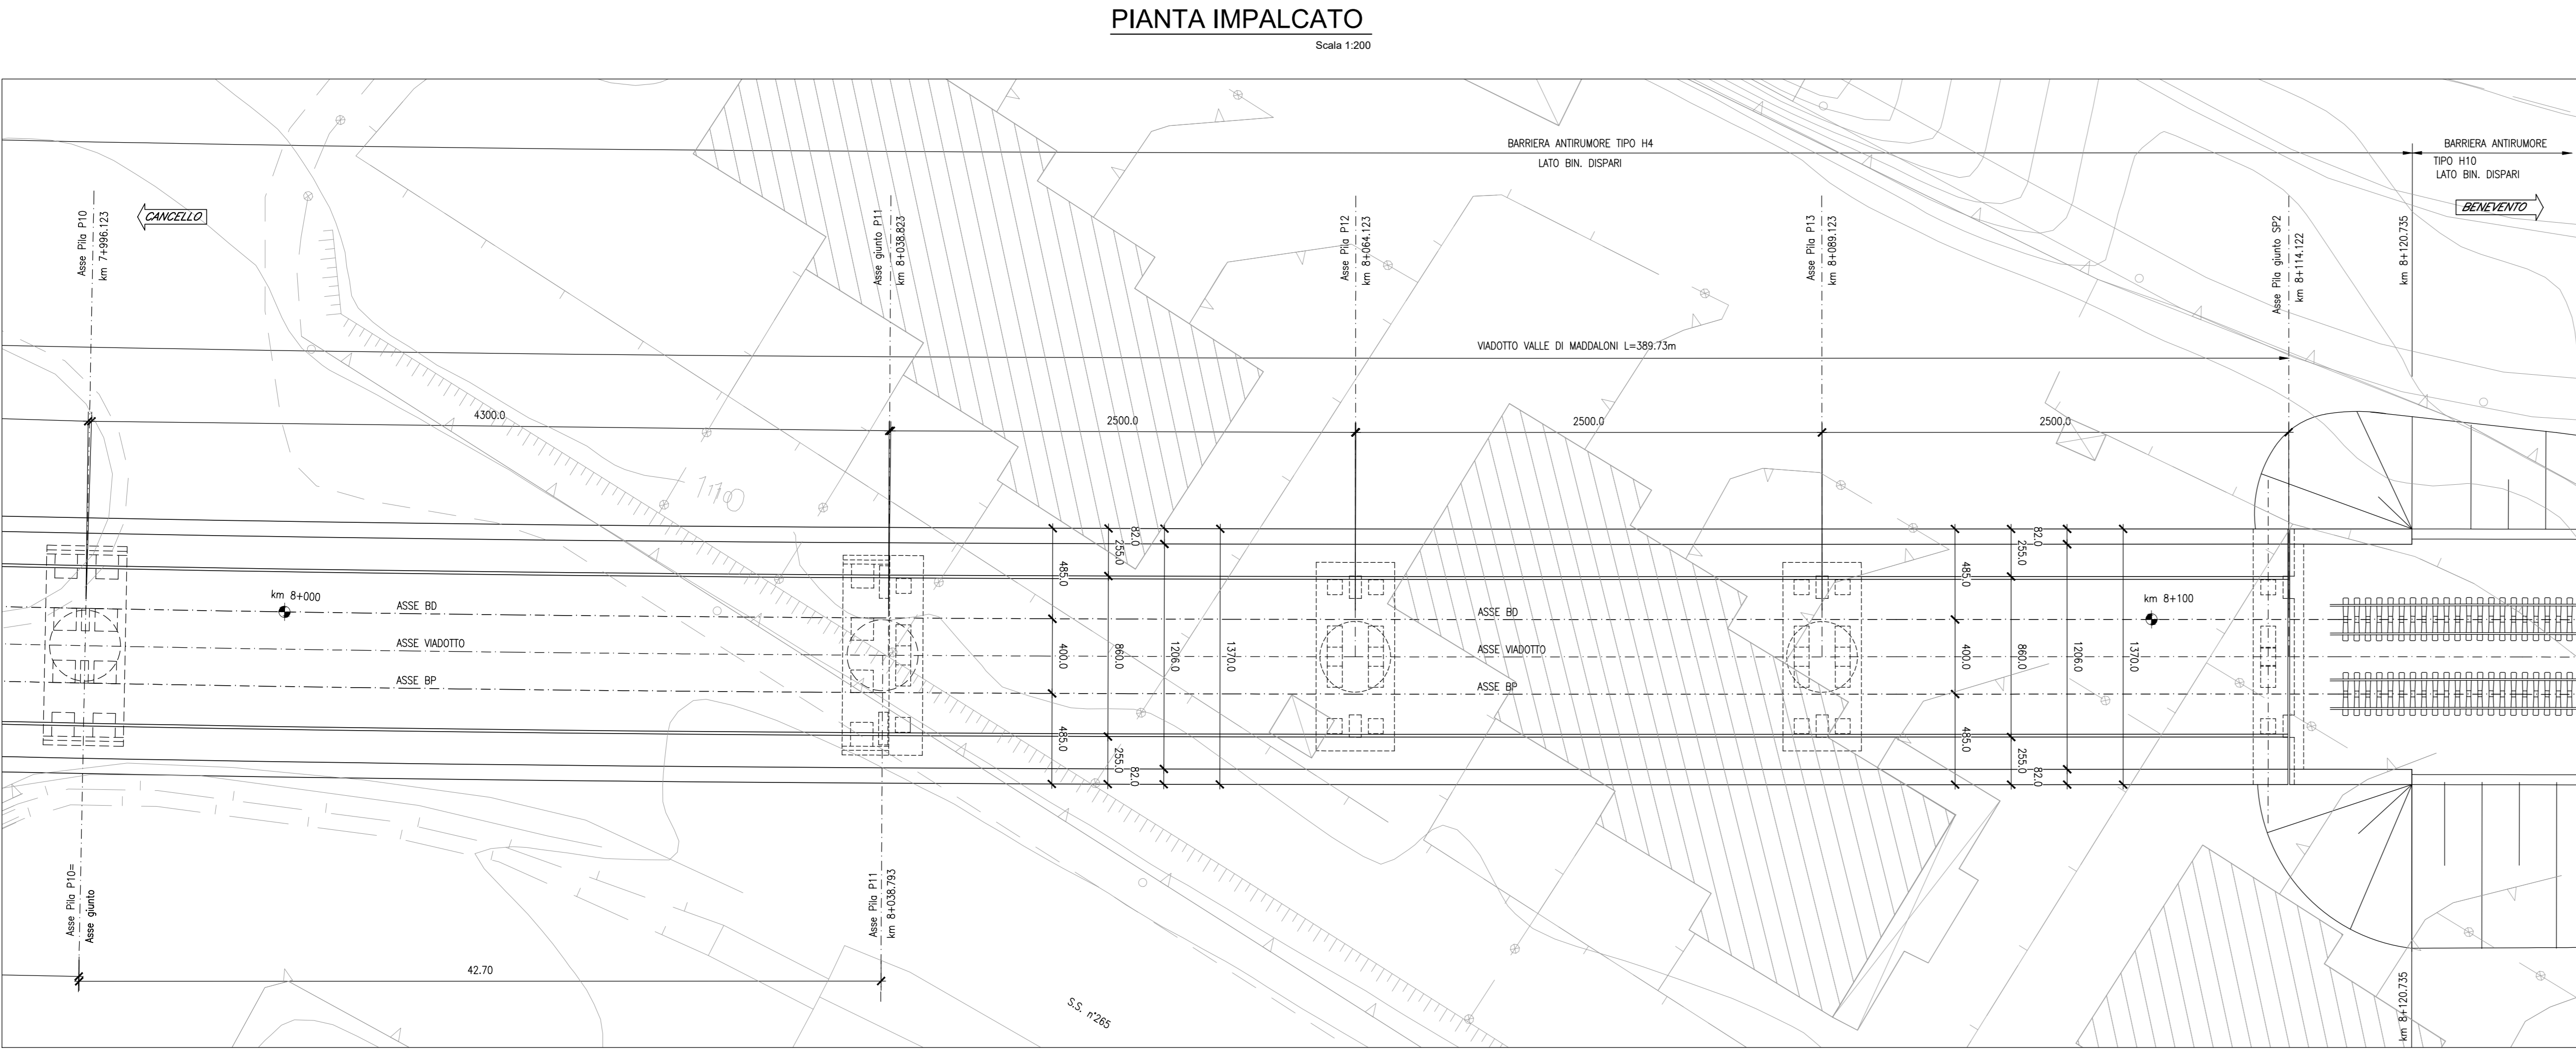 PIANTA IMPALCATO
Scala 1:200
BARRIERA ANTIRUMORE TIPO H4
LATO BIN. DISPARI
BARRIERA ANTIRUMORE
TIPO H10
LATO BIN. DISPARI
CANCELLO
BENEVENTO
Asse Pila P10
km 7+996.123
Asse giunto P11
km 8+038.823
Asse Pila P12
km 8+064.123
Asse Pila P13
km 8+089.123
Asse Pila giunto SP2
km 8+114.122
km 8+120.735
VIADOTTO VALLE DI MADDALONI L=389.73m
4300.0
2500.0
2500.0
2500.0
1100
82.0
255.0
485.0
400.0
860.0
1206.0
1370.0
485.0
255.0
82.0
82.0
255.0
485.0
400.0
860.0
1206.0
1370.0
485.0
255.0
82.0
km 8+000
ASSE BD
ASSE VIADOTTO
ASSE BP
ASSE BD
ASSE VIADOTTO
ASSE BP
km 8+100
Asse Pila P10=
Asse giunto
Asse Pila P11
km 8+038.793
42.70
S.S. n°265
km 8+120.735